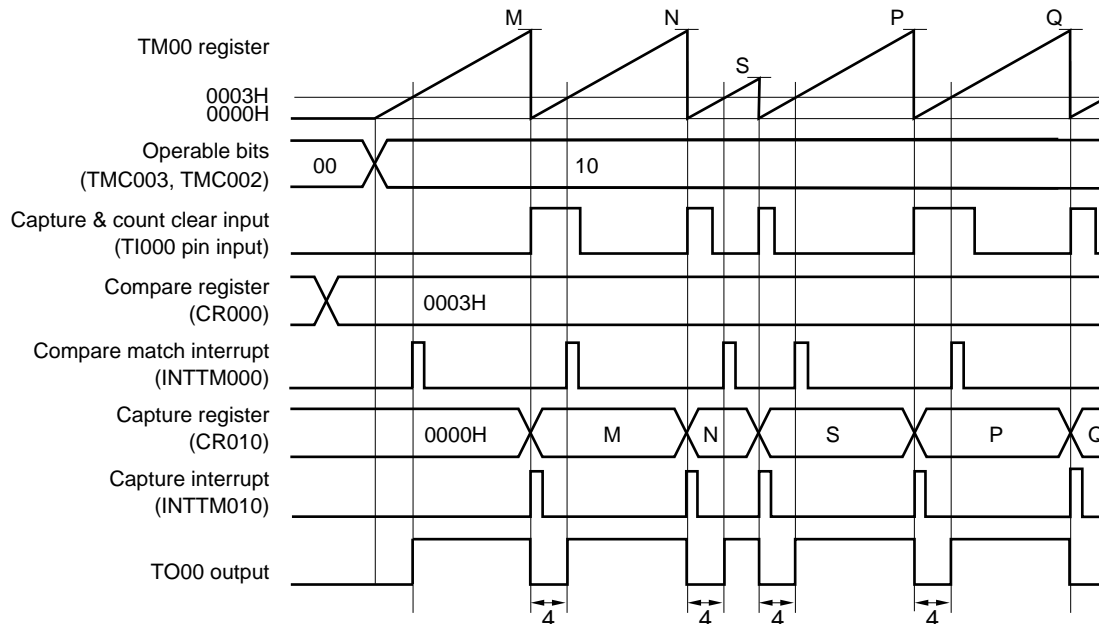 M N P Q
TM00 register
S
0003H
0000H
Operable bits
(TMC003, TMC002)
00 10
Capture & count clear input
(TI000 pin input)
Compare register
(CR000)
0003H
Compare match interrupt
(INTTM000)
Capture register
(CR010)
0000H M N S P Q
Capture interrupt
(INTTM010)
TO00 output
4 4 4 4